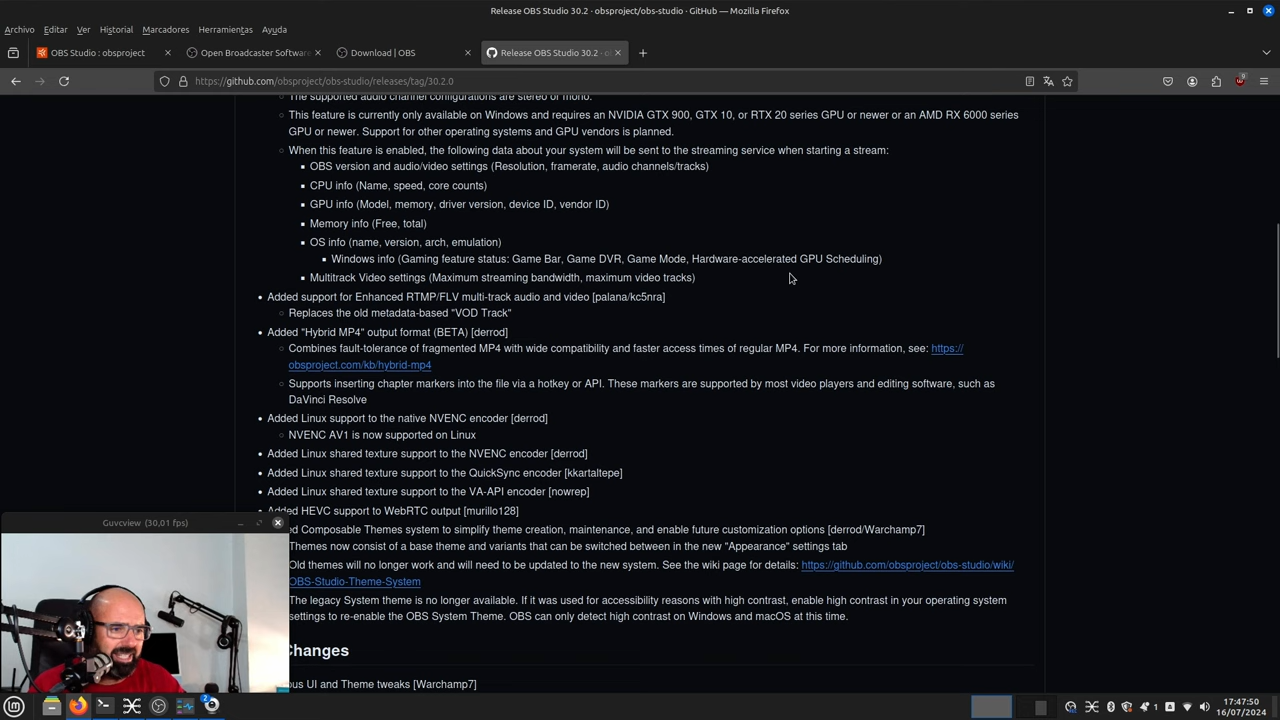 Release OBS Studio 30.2 · obsproject/obs-studio · GitHub — Mozilla Firefox
Archivo Editar Ver Historial Marcadores Herramientas Ayuda
OBS Studio : obsproject
Open Broadcaster Software
Download | OBS
Release OBS Studio 30.2 · o
https://github.com/obsproject/obs-studio/releases/tag/30.2.0
The supported audio channel configurations are stereo or mono.
This feature is currently only available on Windows and requires an NVIDIA GTX 900, GTX 10, or RTX 20 series GPU or newer or an AMD RX 6000 series
GPU or newer. Support for other operating systems and GPU vendors is planned.
When this feature is enabled, the following data about your system will be sent to the streaming service when starting a stream:
OBS version and audio/video settings (Resolution, framerate, audio channels/tracks)
CPU info (Name, speed, core counts)
GPU info (Model, memory, driver version, device ID, vendor ID)
Memory info (Free, total)
OS info (name, version, arch, emulation)
Windows info (Gaming feature status: Game Bar, Game DVR, Game Mode, Hardware-accelerated GPU Scheduling)
Multitrack Video settings (Maximum streaming bandwidth, maximum video tracks)
Added support for Enhanced RTMP/FLV multi-track audio and video [palana/kc5nra]
Replaces the old metadata-based "VOD Track"
Added "Hybrid MP4" output format (BETA) [derrod]
Combines fault-tolerance of fragmented MP4 with wide compatibility and faster access times of regular MP4. For more information, see: https://
obsproject.com/kb/hybrid-mp4
Supports inserting chapter markers into the file via a hotkey or API. These markers are supported by most video players and editing software, such as
DaVinci Resolve
Added Linux support to the native NVENC encoder [derrod]
NVENC AV1 is now supported on Linux
Added Linux shared texture support to the NVENC encoder [derrod]
Added Linux shared texture support to the QuickSync encoder [kkartaltepe]
Added Linux shared texture support to the VA-API encoder [nowrep]
Added HEVC support to WebRTC output [murillo128]
ed Composable Themes system to simplify theme creation, maintenance, and enable future customization options [derrod/Warchamp7]
Themes now consist of a base theme and variants that can be switched between in the new "Appearance" settings tab
Old themes will no longer work and will need to be updated to the new system. See the wiki page for details: https://github.com/obsproject/obs-studio/wiki/
OBS-Studio-Theme-System
The legacy System theme is no longer available. If it was used for accessibility reasons with high contrast, enable high contrast in your operating system
settings to re-enable the OBS System Theme. OBS can only detect high contrast on Windows and macOS at this time.
Changes
ous UI and Theme tweaks [Warchamp7]
Guvcview (30,01 fps)
17:47:50
16/07/2024